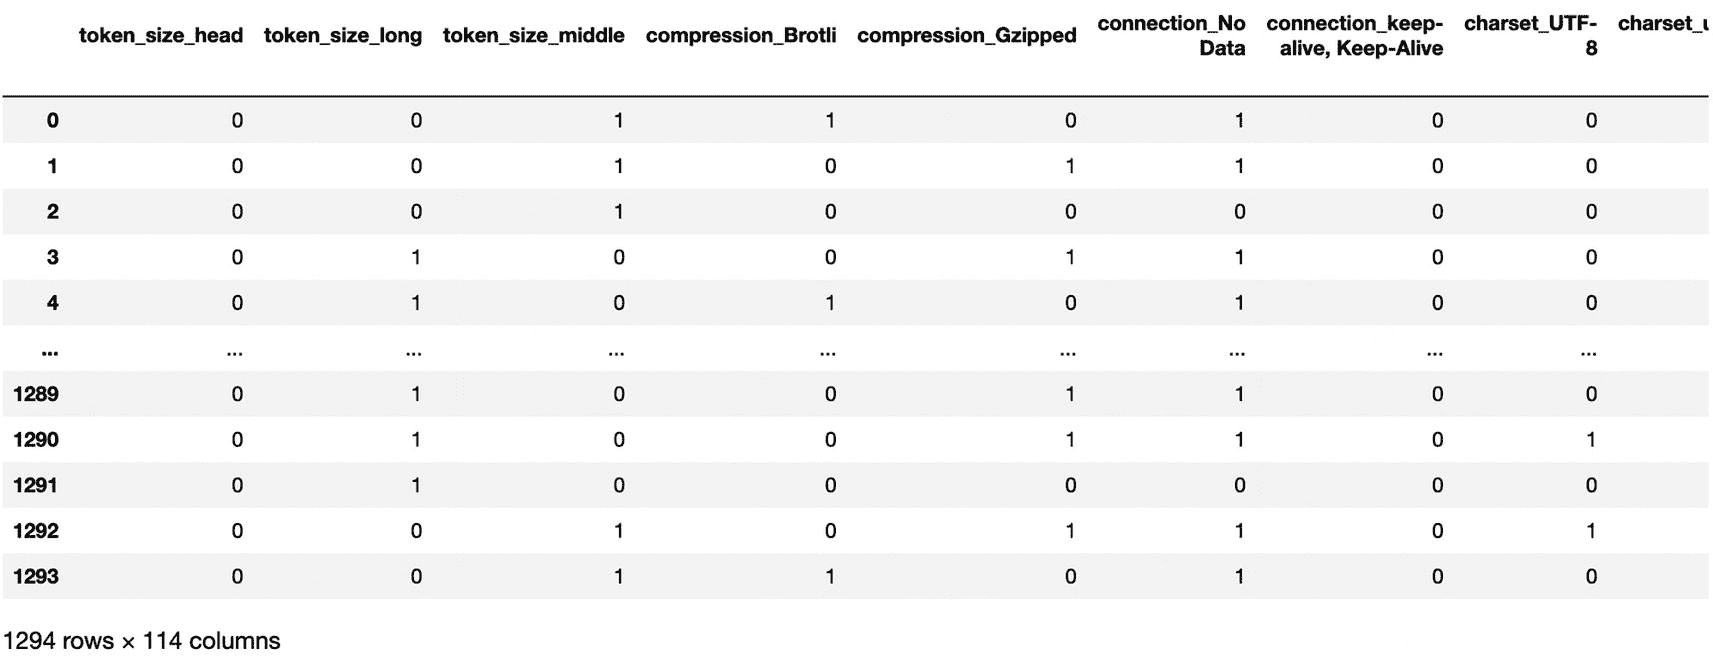 token_size_head token_size_long token_size_middle compression_Brotli compression_Gzipped connection_No Data connection_keep-alive, Keep-Alive charset_UTF-8
0 0 0 1 1 0 1 0 0
1 0 0 1 0 1 1 0 0
2 0 0 1 0 0 0 0 0
3 0 1 0 0 1 1 0 0
4 0 1 0 1 0 1 0 0
... ... ... ... ... ... ... ... ...
1289 0 1 0 0 1 1 0 0
1290 0 1 0 0 1 1 0 1
1291 0 1 0 0 0 0 0 0
1292 0 0 1 0 1 1 0 1
1293 0 0 1 1 0 1 0 0
1294 rows × 114 columns